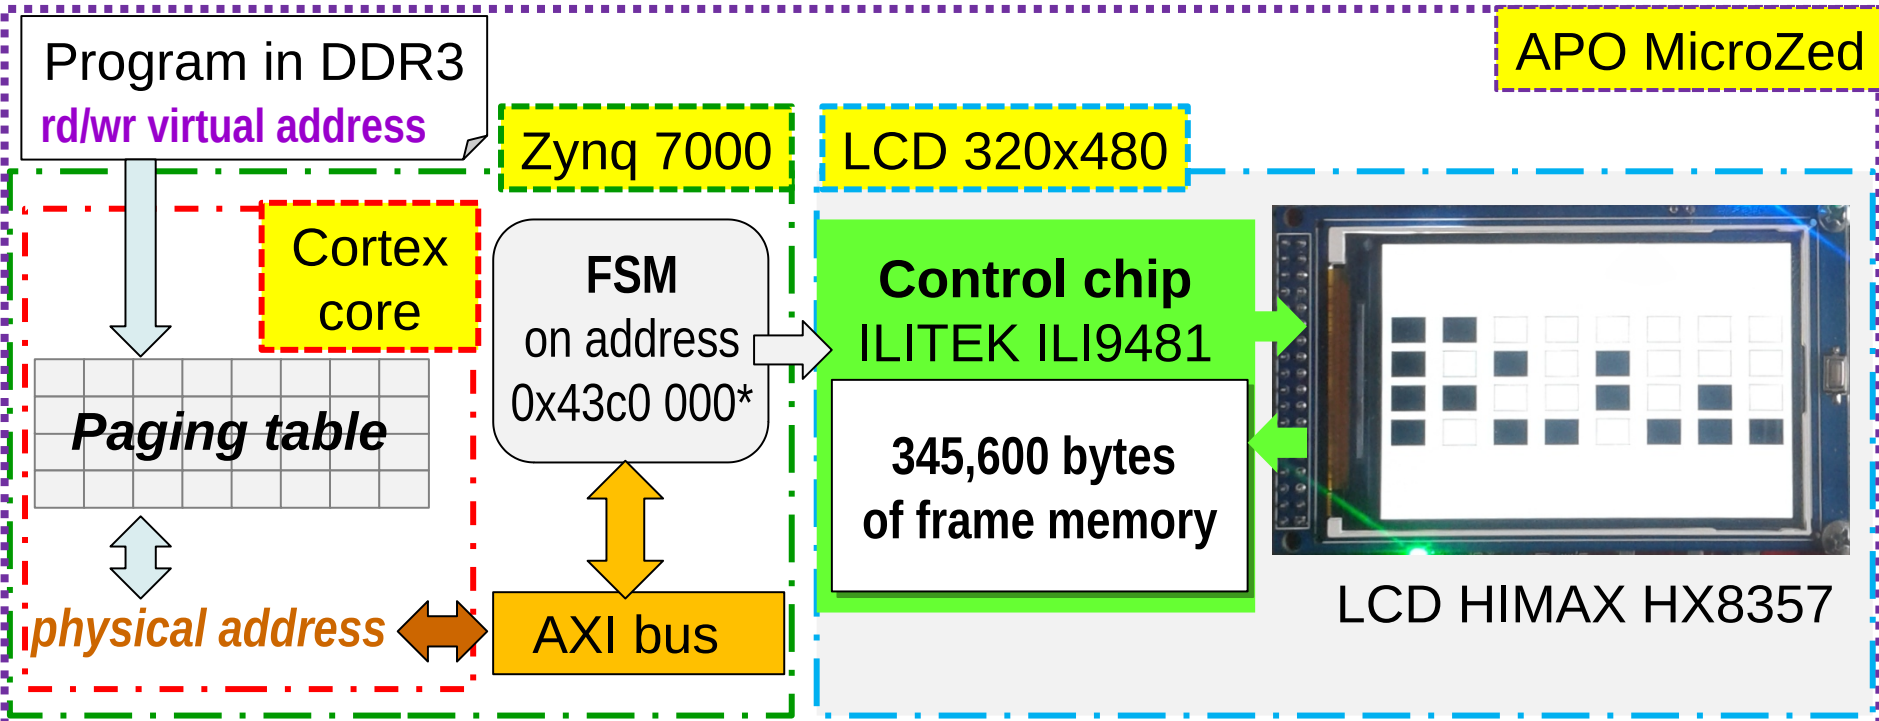 Program in DDR3
rd/wr virtual address
APO MicroZed
Zynq 7000
LCD 320x480
Cortex
core
Paging table
physical address
FSM
on address
0x43c0 000*
AXI bus
Control chip
ILITEK ILI9481
345,600 bytes
of frame memory
LCD HIMAX HX8357